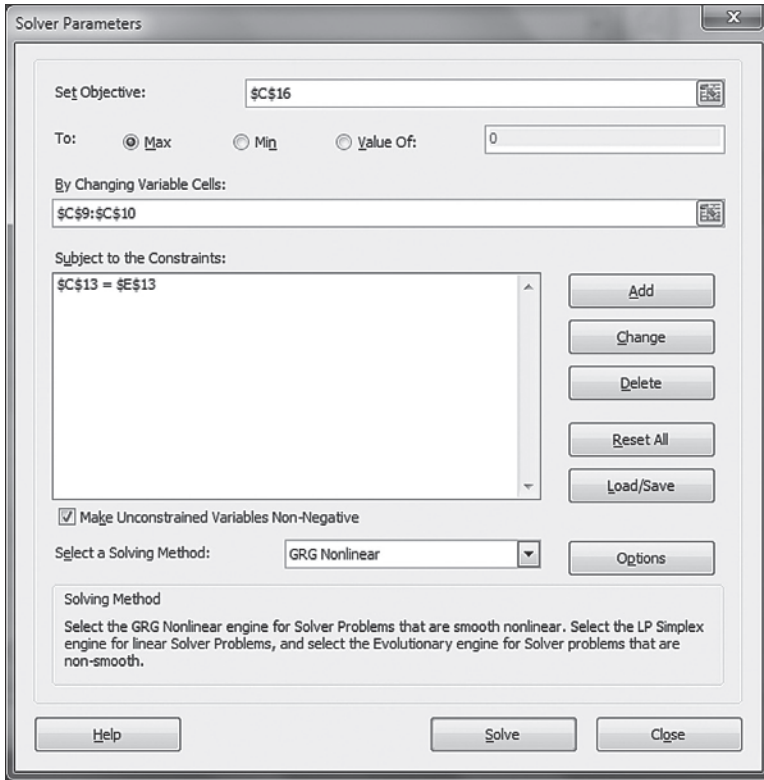 Solver Parameters
Set Objective: $C$16
To: Max Min Value Of: 0
By Changing Variable Cells:
$C$9:$C$10
Subject to the Constraints:
$C$13 = $E$13
Add
Change
Delete
Reset All
Load/Save
Make Unconstrained Variables Non-Negative
Select a Solving Method: GRG Nonlinear Options
Solving Method
Select the GRG Nonlinear engine for Solver Problems that are smooth nonlinear. Select the LP Simplex
engine for linear Solver Problems, and select the Evolutionary engine for Solver problems that are
non-smooth.
Help Solve Close